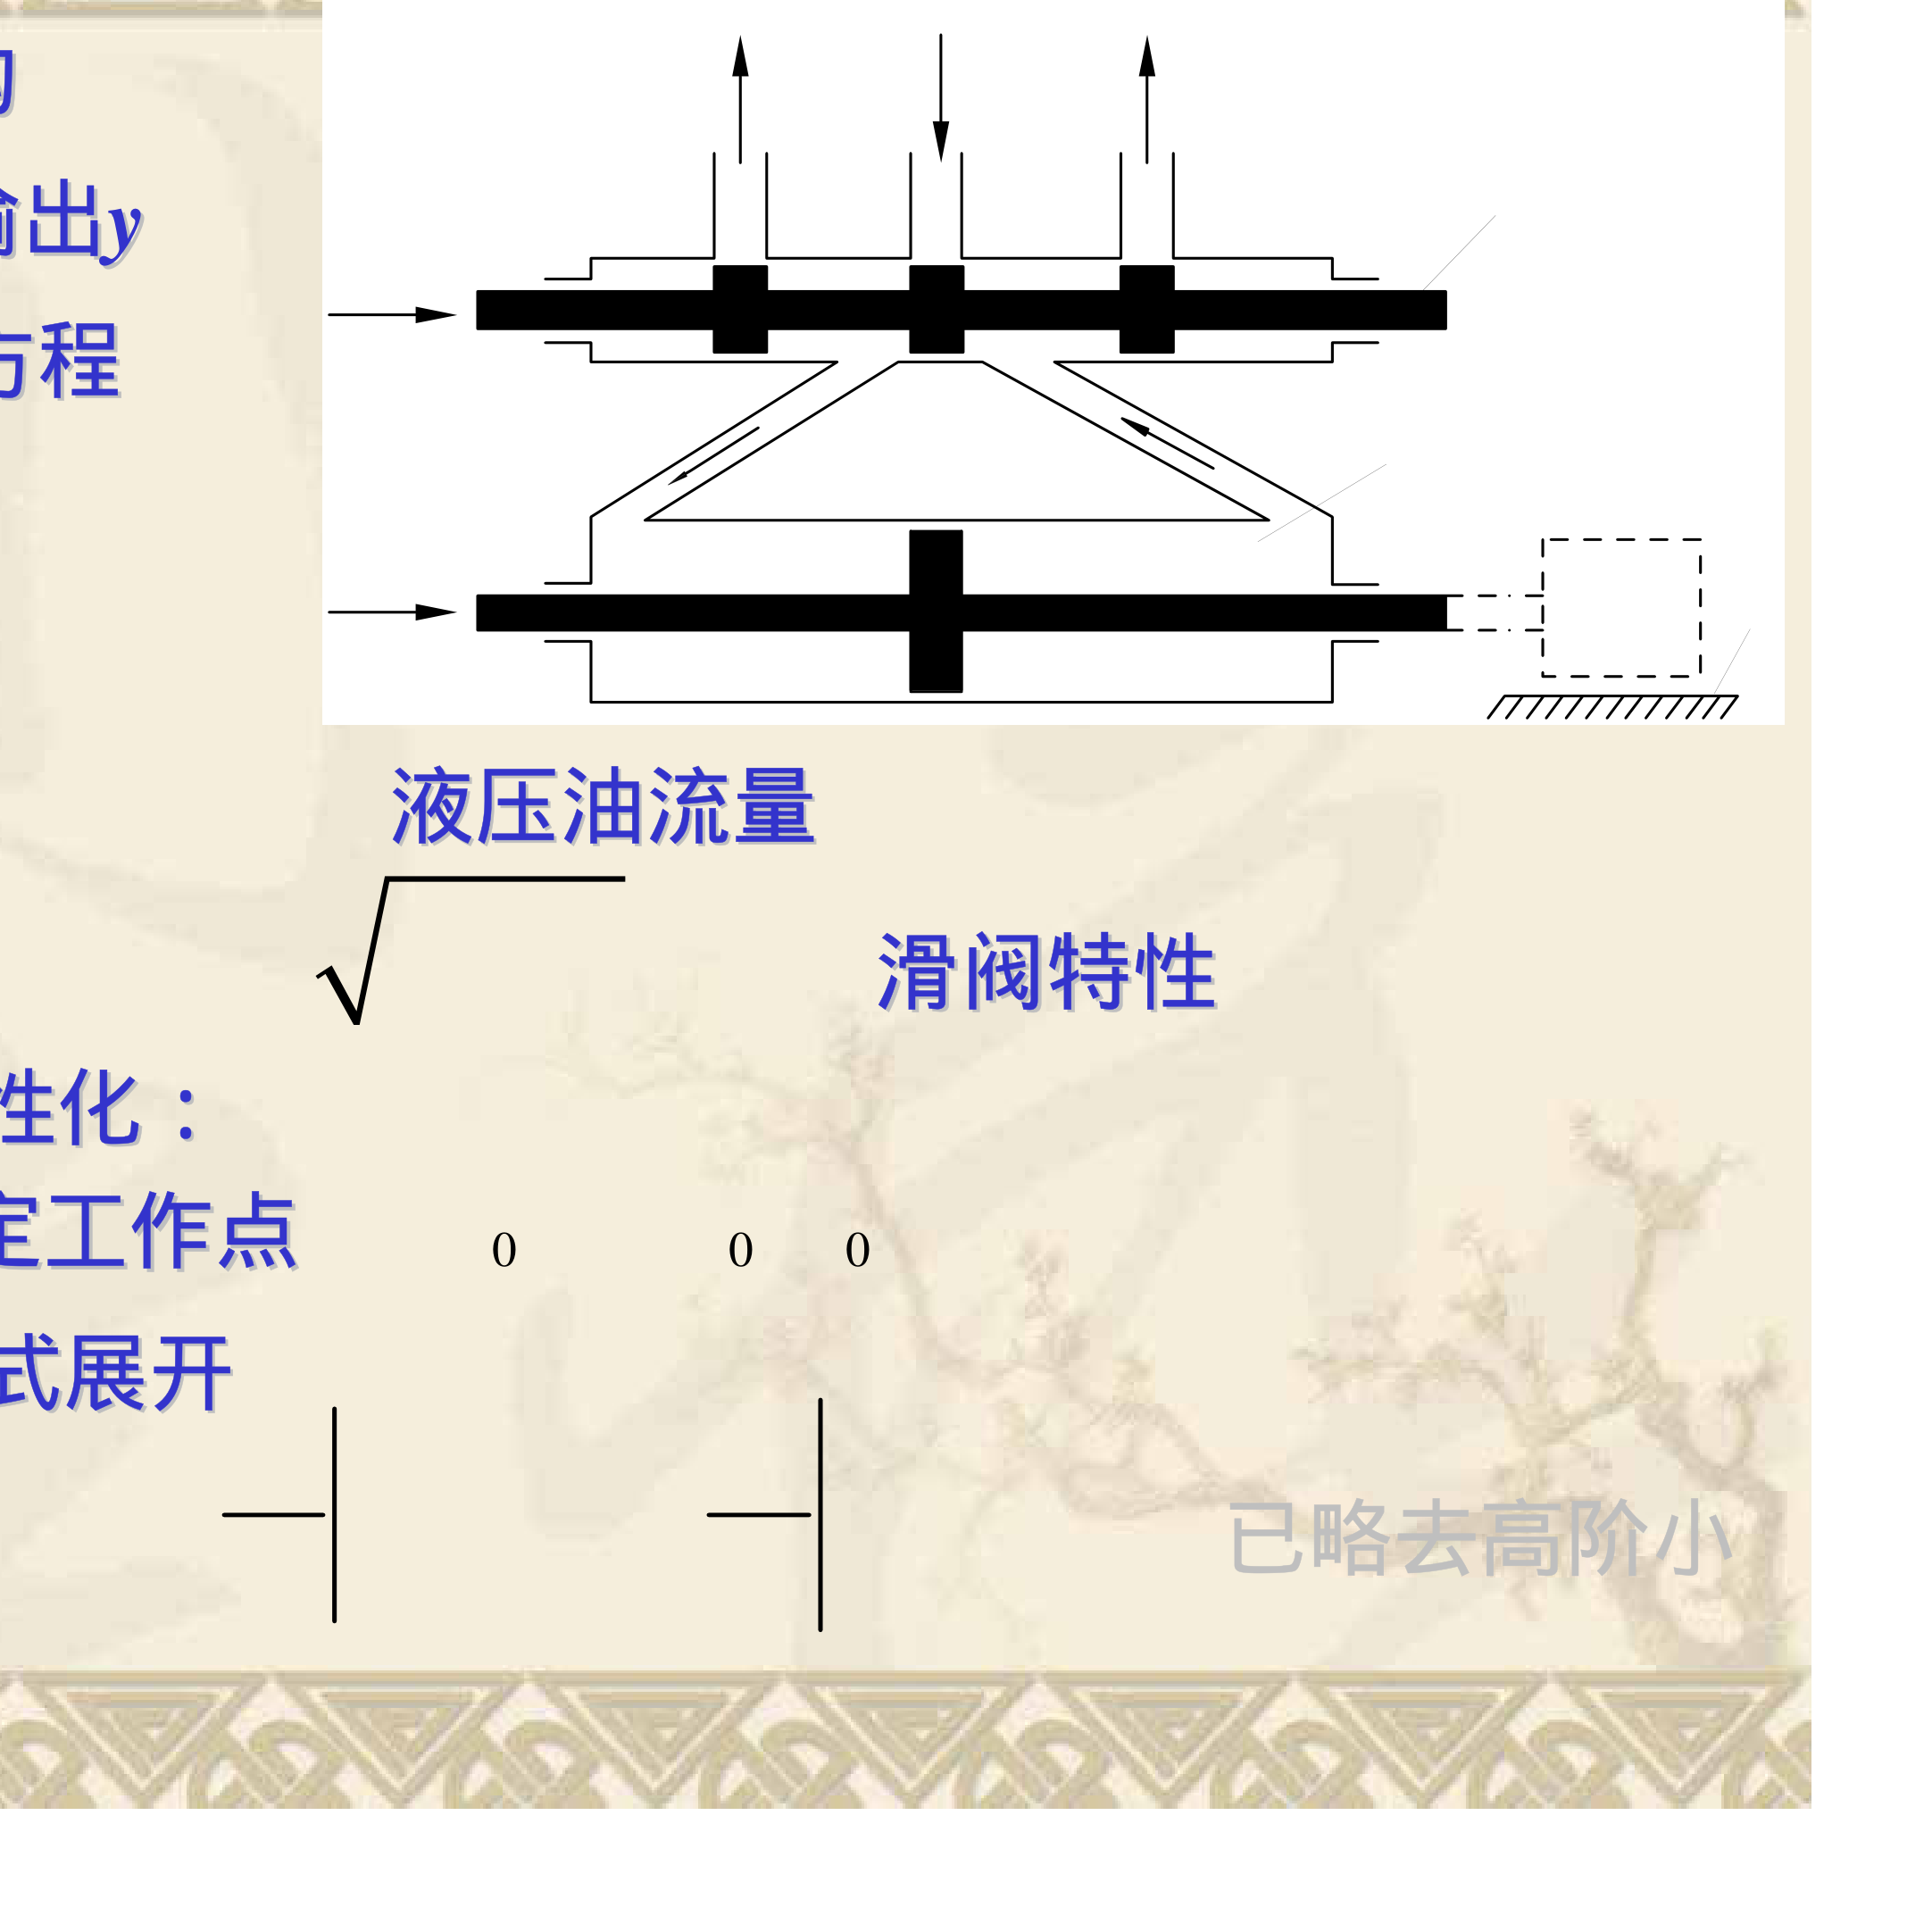 的
输出y
方程
液压油流量
滑阀特性
性化：
定工作点
0 0 0
式展开
已略去高阶小